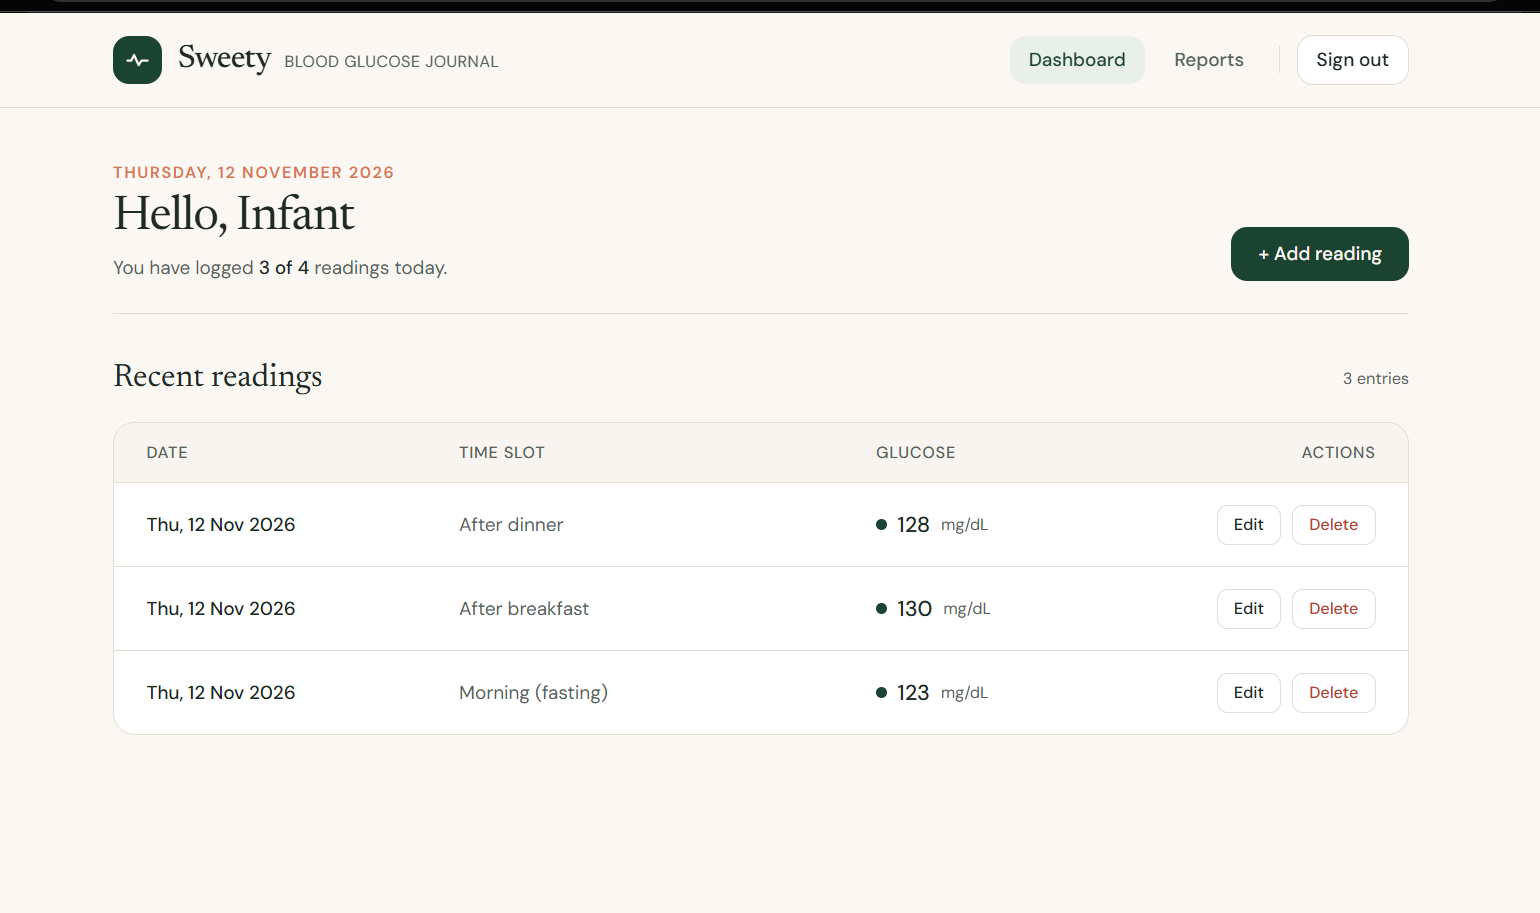 Sweety BLOOD GLUCOSE JOURNAL Dashboard Reports Sign out
THURSDAY, 12 NOVEMBER 2026
Hello, Infant
You have logged 3 of 4 readings today.
+ Add reading
Recent readings 3 entries
DATE TIME SLOT GLUCOSE ACTIONS
Thu, 12 Nov 2026 After dinner 128 mg/dL Edit Delete
Thu, 12 Nov 2026 After breakfast 130 mg/dL Edit Delete
Thu, 12 Nov 2026 Morning (fasting) 123 mg/dL Edit Delete